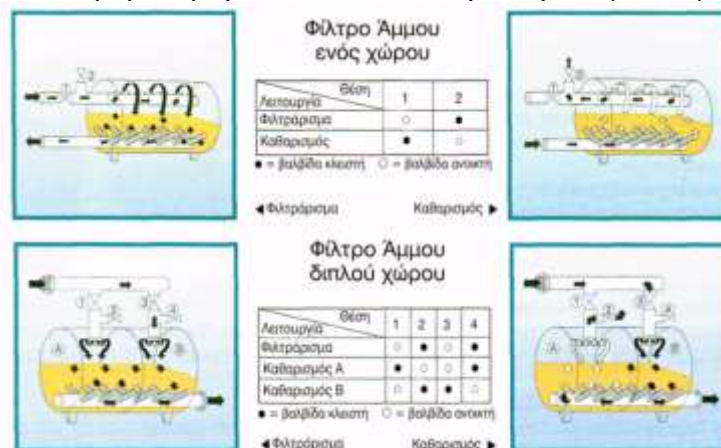 Φίλτρο Άμμου
ενός χώρου
Θέση
Λειτουργία 1 2
Φιλτράρισμα ○ ●
Καθαρισμός ● ○
● = βαλβίδα κλειστή ○ = βαλβίδα ανοικτή
◀ Φιλτράρισμα Καθαρισμός ▶
Φίλτρο Άμμου
διπλού χώρου
Θέση
Λειτουργία 1 2 3 4
Φιλτράρισμα ○ ● ○ ●
Καθαρισμός Α ● ○ ○ ●
Καθαρισμός Β ○ ● ● ○
● = βαλβίδα κλειστή ○ = βαλβίδα ανοικτή
◀ Φιλτράρισμα Καθαρισμός ▶